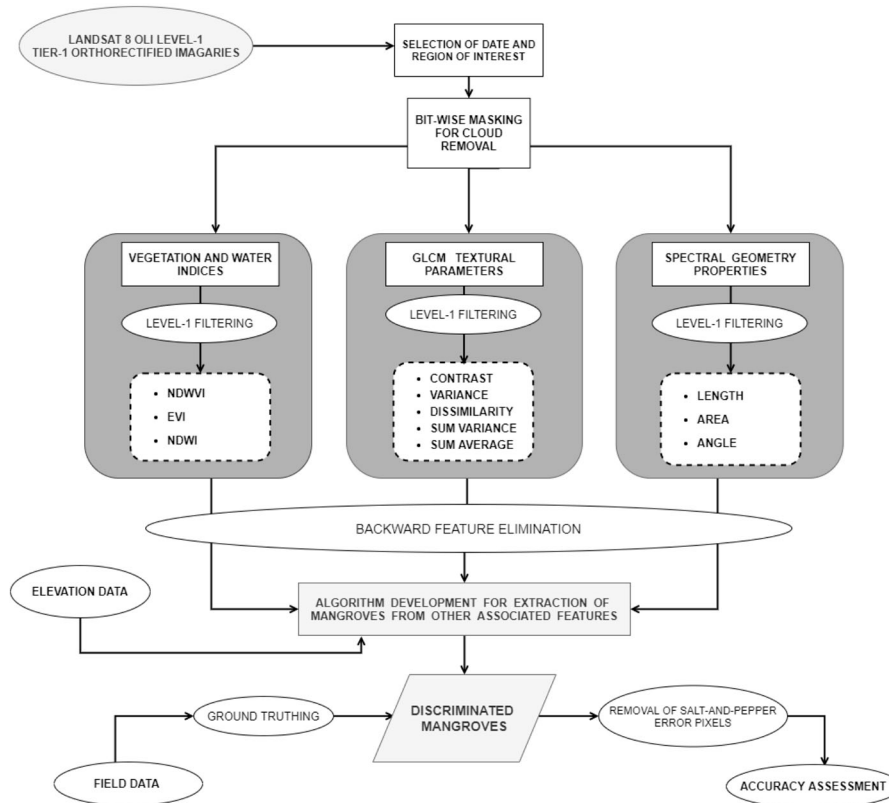 LANDSAT 8 OLI LEVEL-1
TIER-1 ORTHORECTIFIED IMAGARIES
SELECTION OF DATE AND
REGION OF INTEREST
BIT-WISE MASKING
FOR CLOUD
REMOVAL
VEGETATION AND WATER
INDICES
LEVEL-1 FILTERING
• NDWVI
• EVI
• NDWI
GLCM TEXTURAL
PARAMETERS
LEVEL-1 FILTERING
• CONTRAST
• VARIANCE
• DISSIMILARITY
• SUM VARIANCE
• SUM AVERAGE
SPECTRAL GEOMETRY
PROPERTIES
LEVEL-1 FILTERING
• LENGTH
• AREA
• ANGLE
BACKWARD FEATURE ELIMINATION
ELEVATION DATA
ALGORITHM DEVELOPMENT FOR EXTRACTION OF
MANGROVES FROM OTHER ASSOCIATED FEATURES
GROUND TRUTHING
DISCRIMINATED
MANGROVES
REMOVAL OF SALT-AND-PEPPER
ERROR PIXELS
FIELD DATA
ACCURACY ASSESSMENT